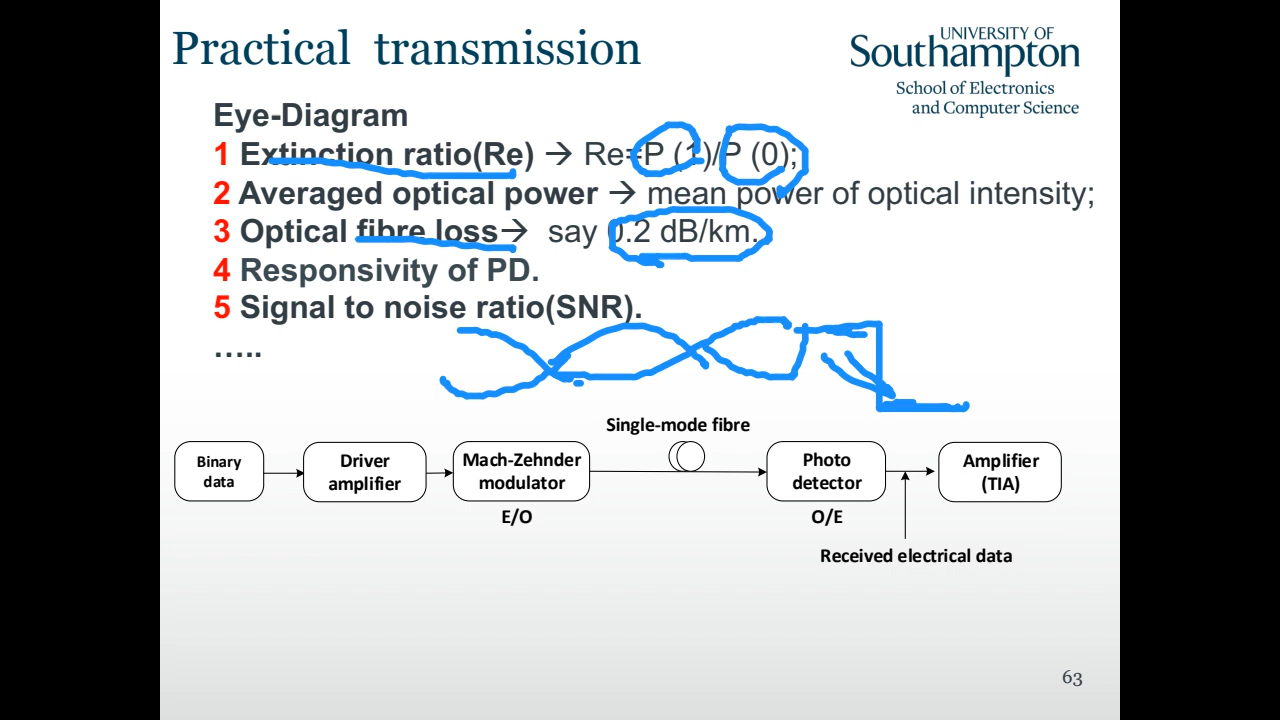 Practical transmission
UNIVERSITY OF
Southampton
School of Electronics
and Computer Science
Eye-Diagram
1 Extinction ratio(Re) → Re=P (1)/P (0);
2 Averaged optical power → mean power of optical intensity;
3 Optical fibre loss→ say 0.2 dB/km.
4 Responsivity of PD.
5 Signal to noise ratio(SNR).
…..
Single-mode fibre
Binary data
Driver amplifier
Mach-Zehnder modulator
Photo detector
Amplifier (TIA)
E/O
O/E
Received electrical data
63